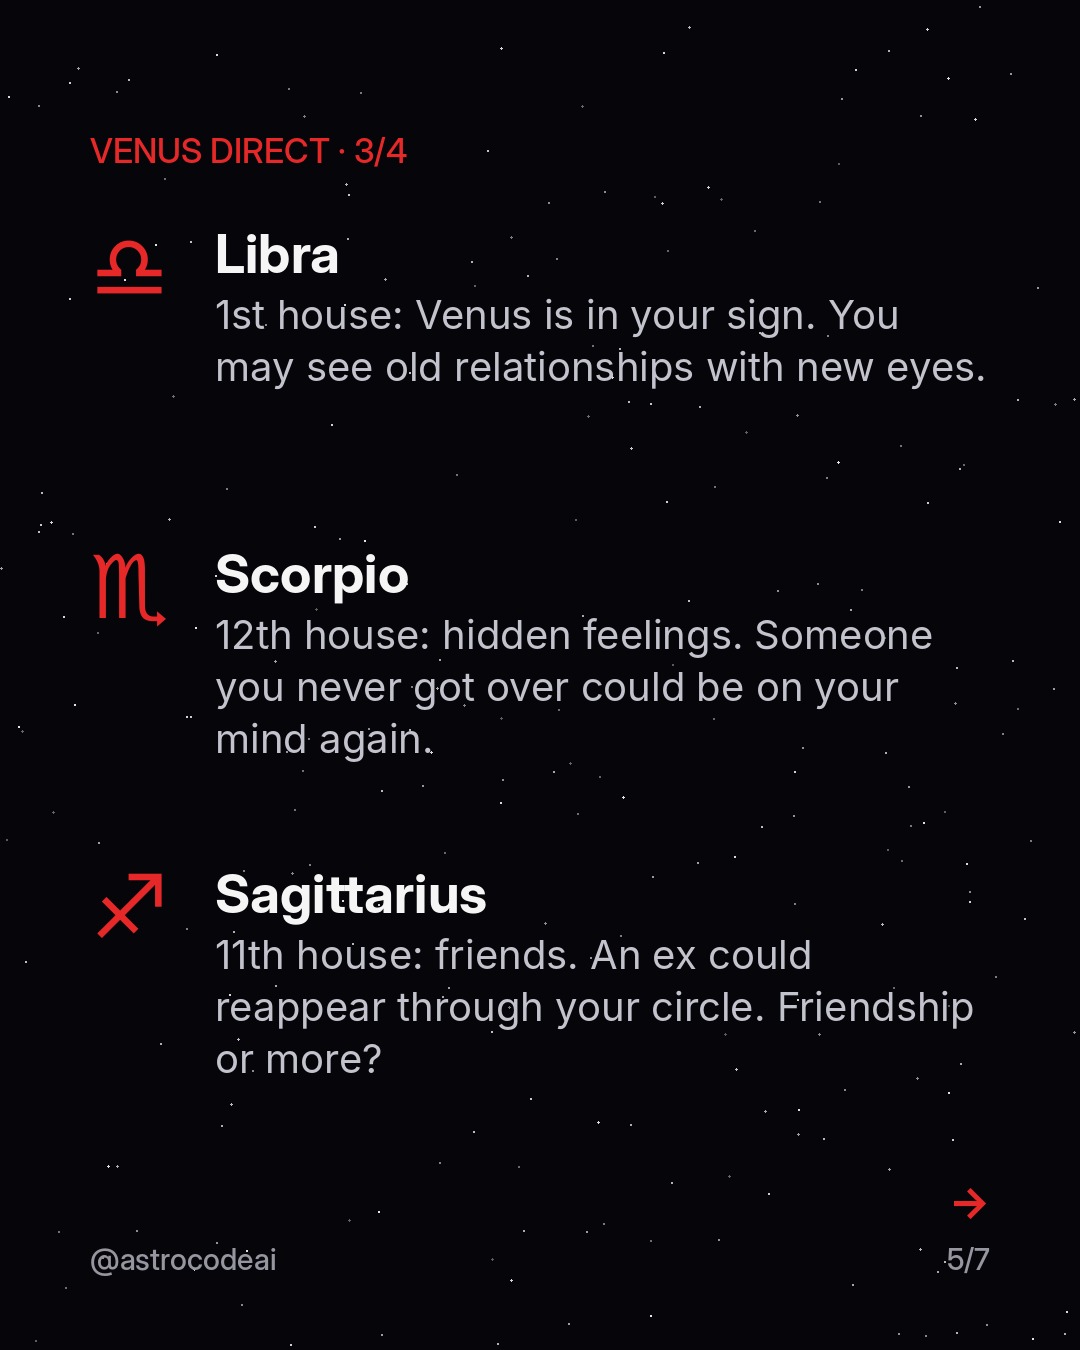 VENUS DIRECT · 3/4
♎ Libra
1st house: Venus is in your sign. You
may see old relationships with new eyes.
♏ Scorpio
12th house: hidden feelings. Someone
you never got over could be on your
mind again.
♐ Sagittarius
11th house: friends. An ex could
reappear through your circle. Friendship
or more?
→
@astrocodeai
5/7